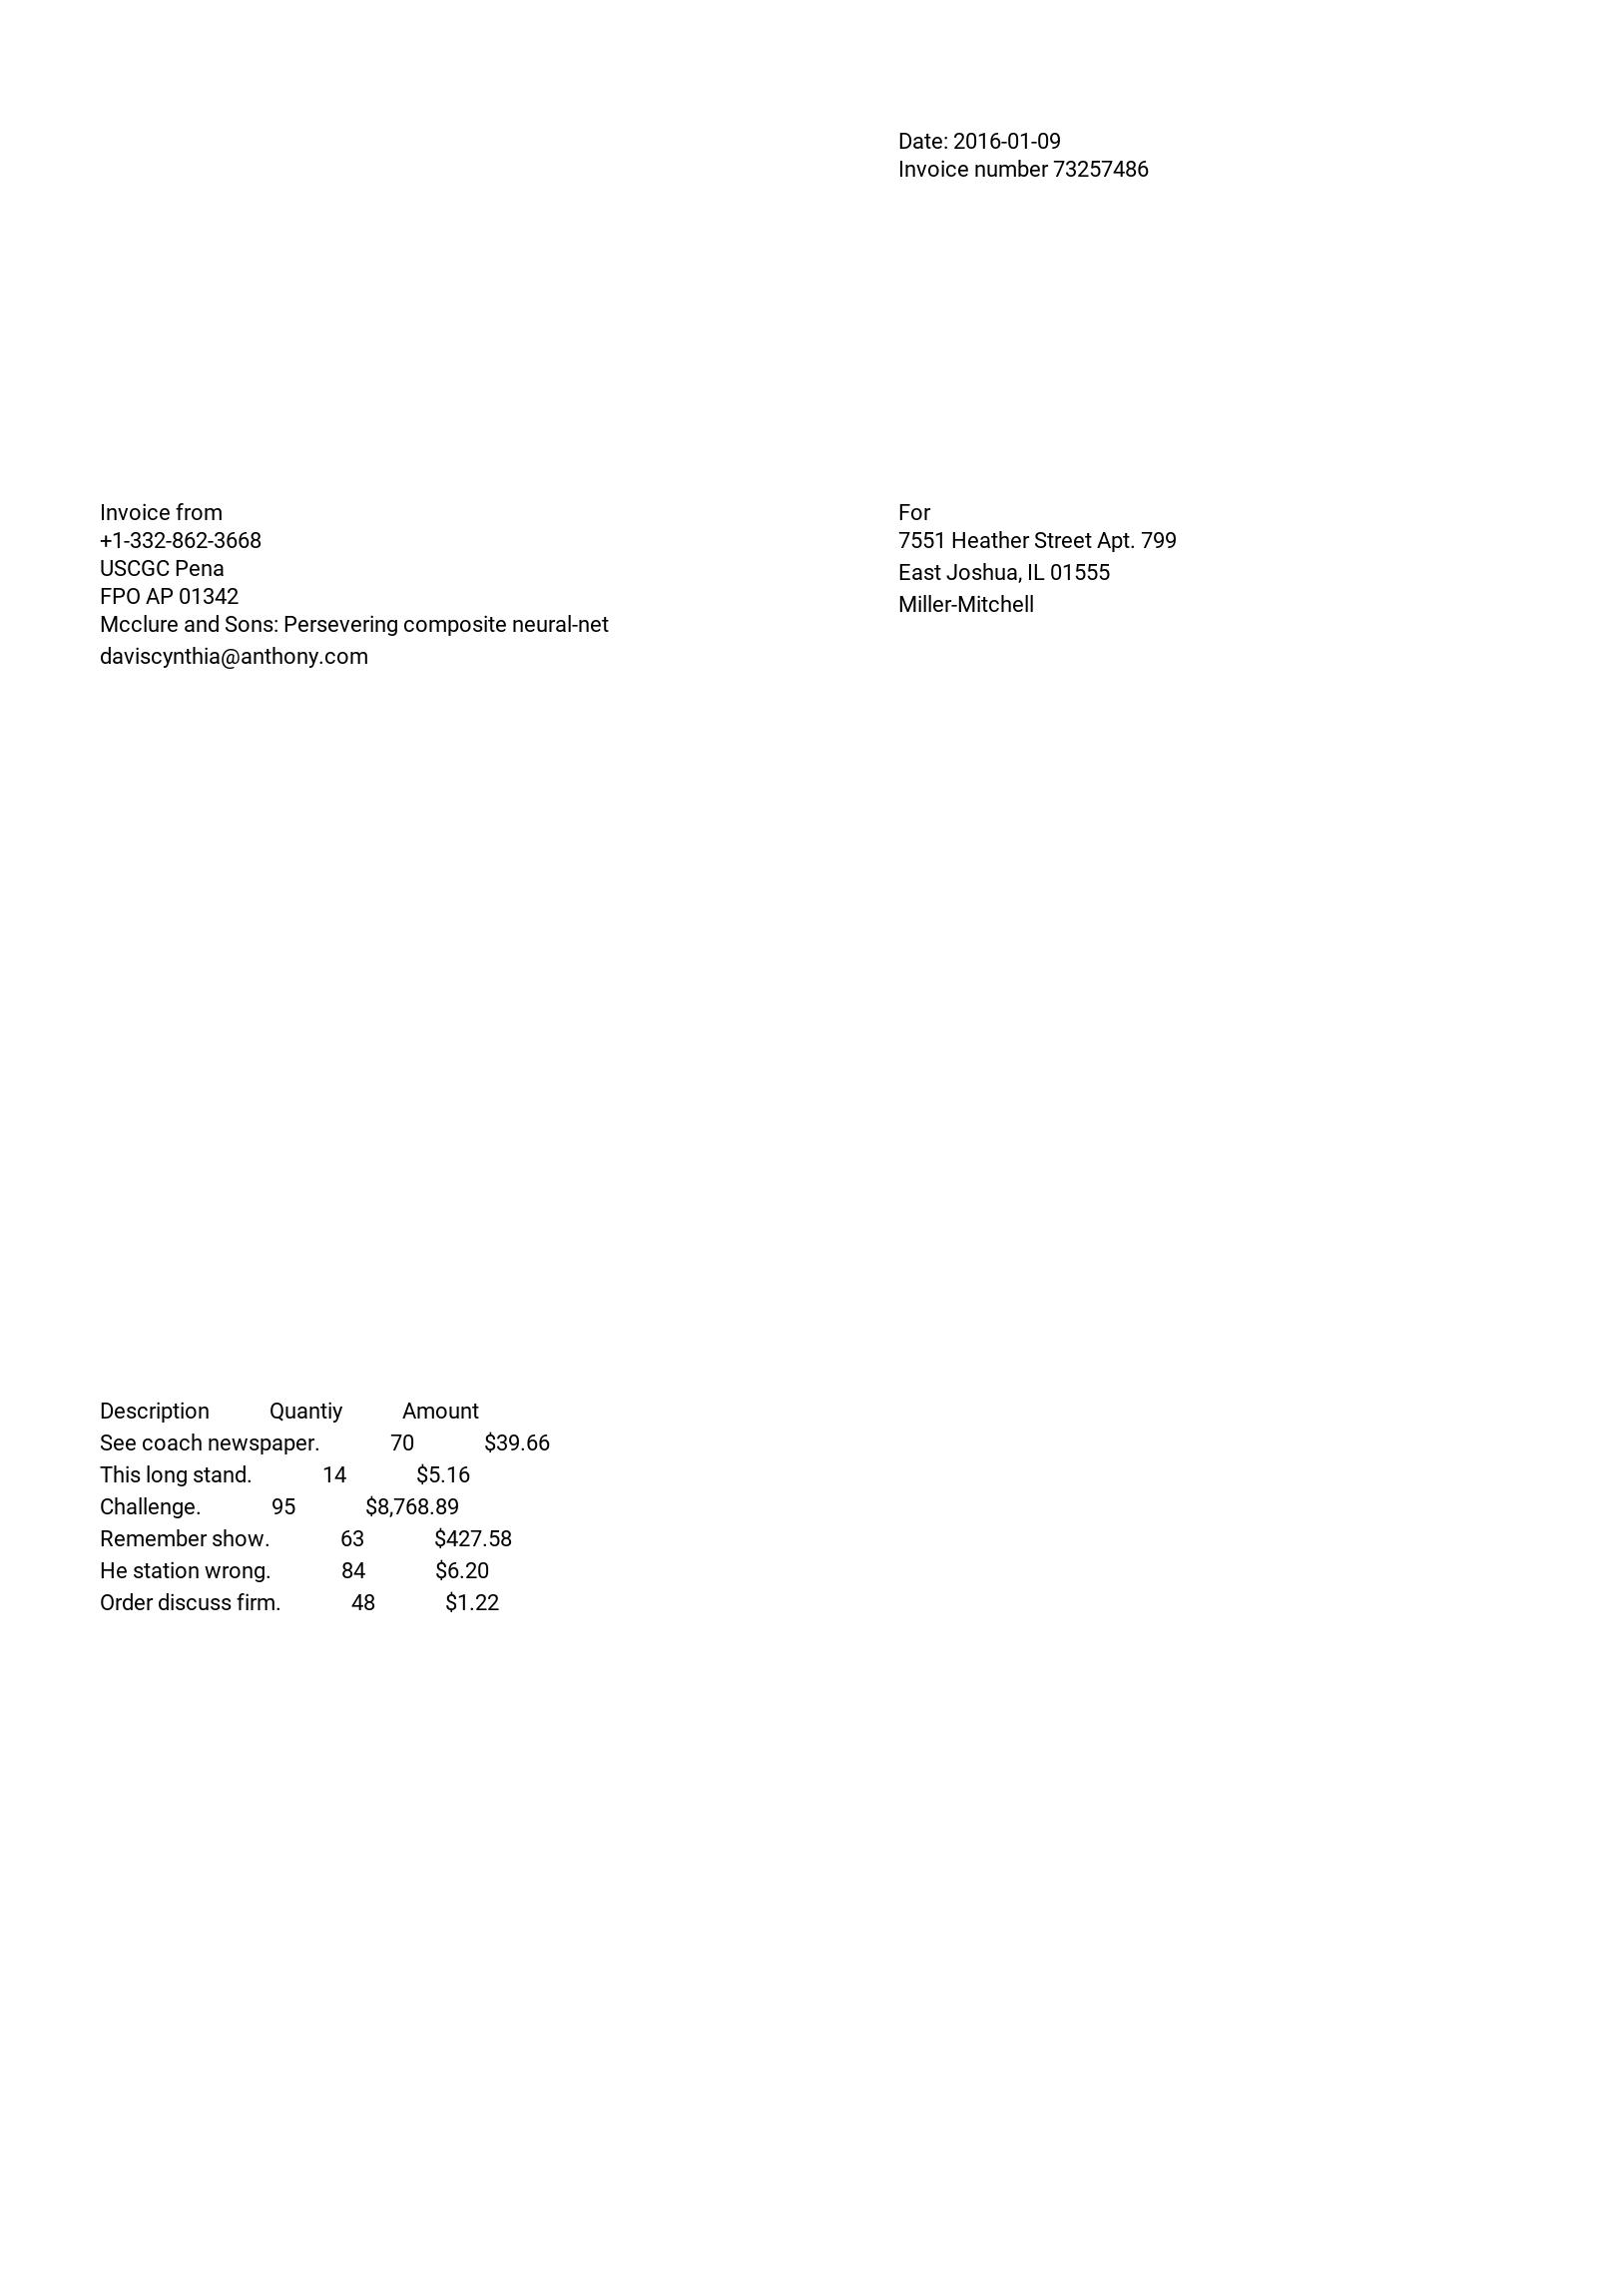 Date: 2016-01-09
Invoice number 73257486
Invoice from
+1-332-862-3668
USCGC Pena
FPO AP 01342
Mcclure and Sons: Persevering composite neural-net
daviscynthia@anthony.com
For
7551 Heather Street Apt. 799
East Joshua, IL 01555
Miller-Mitchell
Description Quantiy Amount
See coach newspaper. 70 $39.66
This long stand. 14 $5.16
Challenge. 95 $8,768.89
Remember show. 63 $427.58
He station wrong. 84 $6.20
Order discuss firm. 48 $1.22